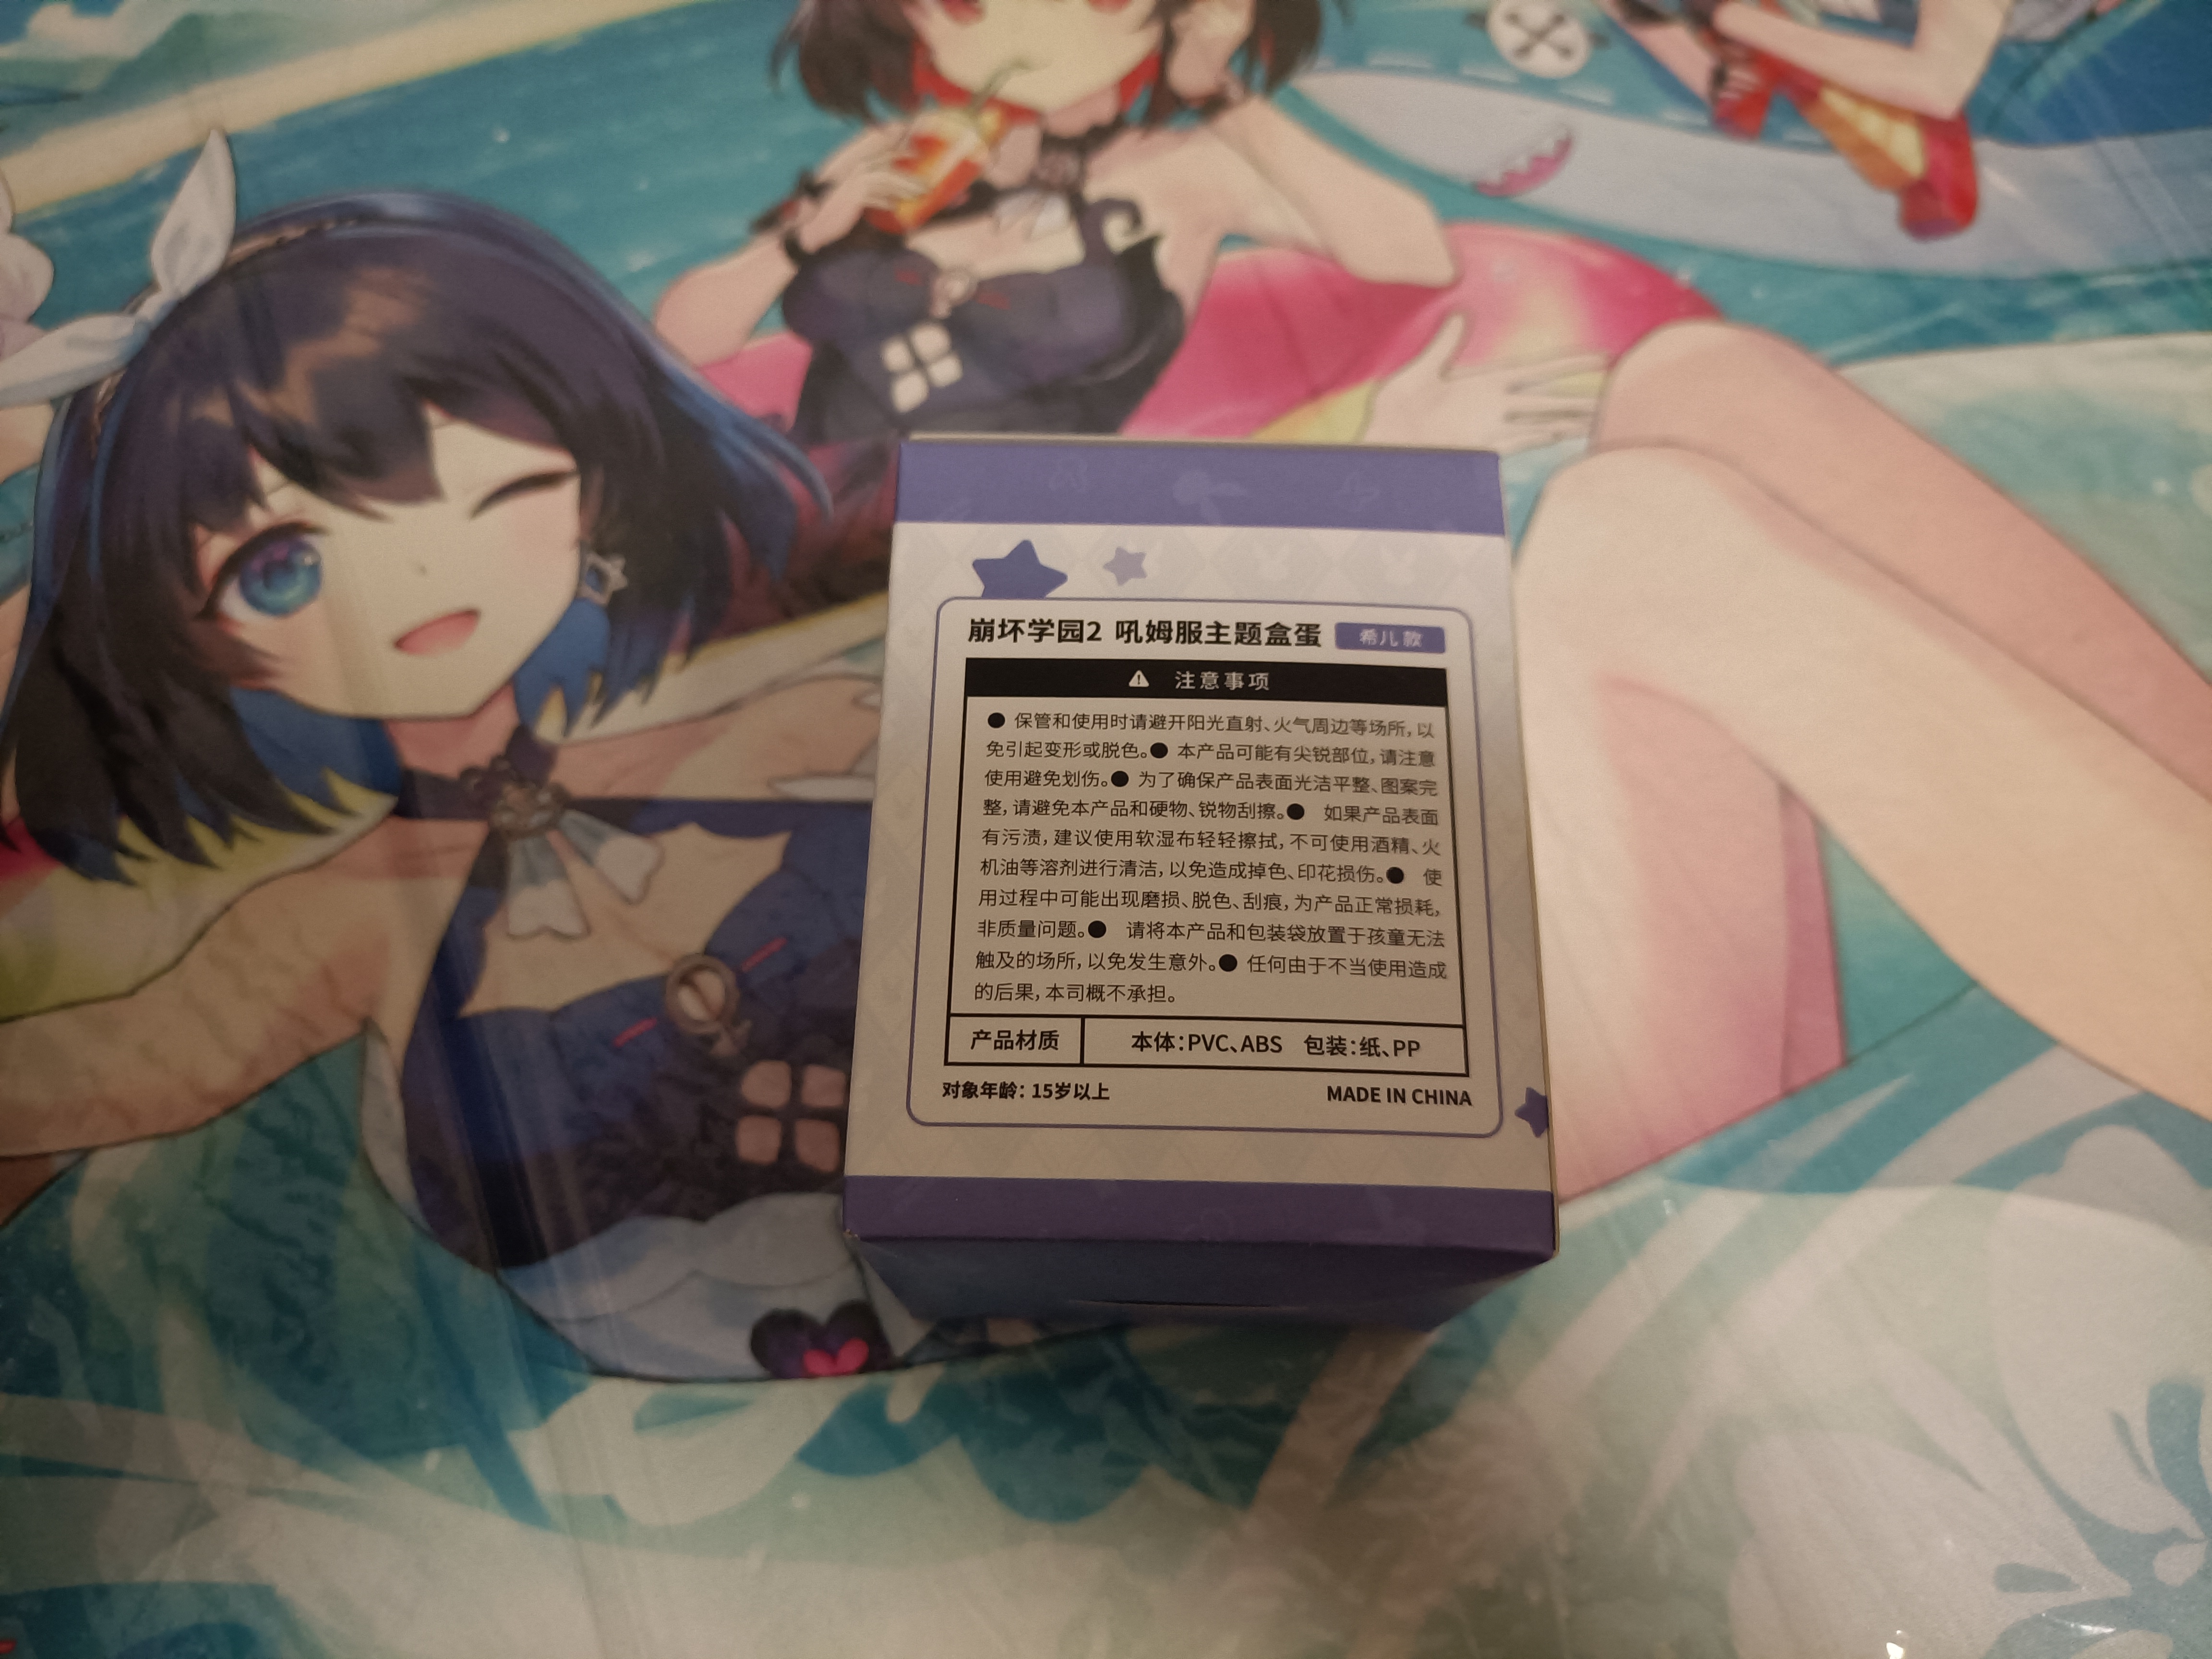 崩坏学园2 吼姆服主题盒蛋 希儿款
⚠ 注意事项
● 保管和使用时请避开阳光直射、火气周边等场所,以
免引起变形或脱色。● 本产品可能有尖锐部位,请注意
使用避免划伤。● 为了确保产品表面光洁平整、图案完
整,请避免本产品和硬物、锐物刮擦。● 如果产品表面
有污渍,建议使用软湿布轻轻擦拭,不可使用酒精、火
机油等溶剂进行清洁,以免造成掉色、印花损伤。● 使
用过程中可能出现磨损、脱色、刮痕,为产品正常损耗,
非质量问题。● 请将本产品和包装袋放置于孩童无法
触及的场所,以免发生意外。● 任何由于不当使用造成
的后果,本司概不承担。
产品材质 本体:PVC、ABS 包装:纸、PP
对象年龄:15岁以上 MADE IN CHINA